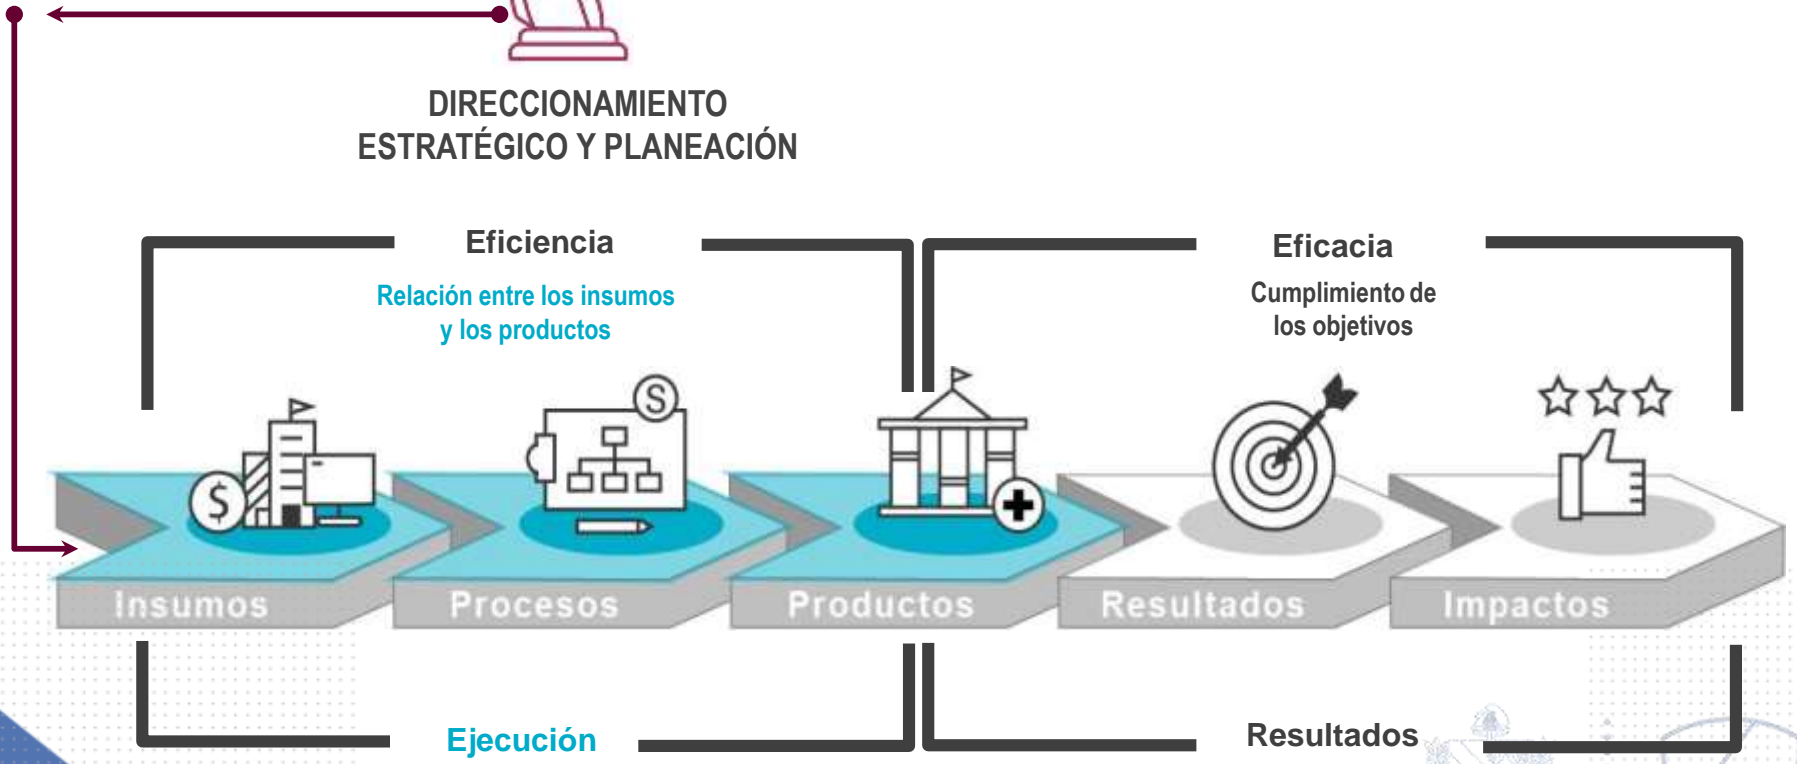 DIRECCIONAMIENTO
ESTRATÉGICO Y PLANEACIÓN
Eficiencia
Relación entre los insumos
y los productos
Eficacia
Cumplimiento de
los objetivos
$
S
Insumos
Procesos
Productos
Resultados
Impactos
Ejecución
Resultados